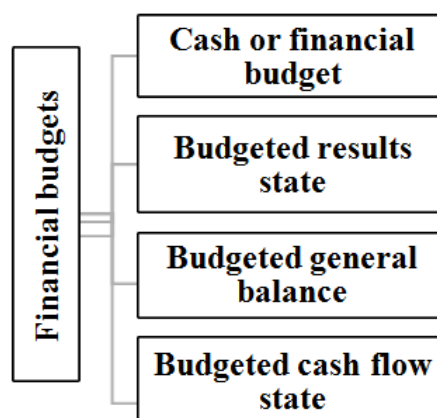 Financial budgets
Cash or financial
budget
Budgeted results
state
Budgeted general
balance
Budgeted cash flow
state